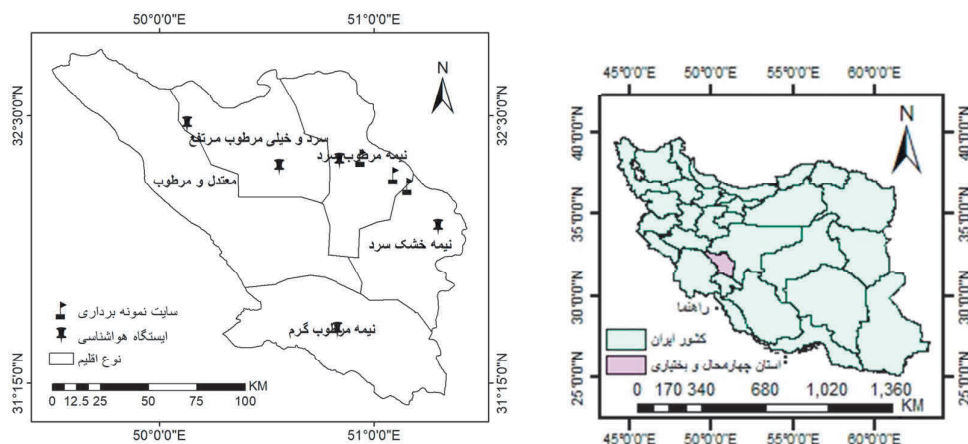 50°0'0"E 51°0'0"E
N
32°30'0"N 32°30'0"N
سرد و خیلی مرطوب مرتفع
نیمه مرطوب سرد
معتدل و مرطوب
نیمه خشک سرد
سایت نمونه برداری
ایستگاه هواشناسی
نوع اقلیم
نیمه مرطوب گرم
31°15'0"N 31°15'0"N
KM
0 12.5 25 50 75 100
50°0'0"E 51°0'0"E
45°0'0"E 50°0'0"E 55°0'0"E 60°0'0"E
N
40°0'0"N 40°0'0"N
35°0'0"N 35°0'0"N
30°0'0"N 30°0'0"N
25°0'0"N 25°0'0"N
راهنما
کشور ایران
استان چهارمحال و بختیاری
0 170 340 680 1,020 1,360
KM
45°0'0"E 50°0'0"E 55°0'0"E 60°0'0"E